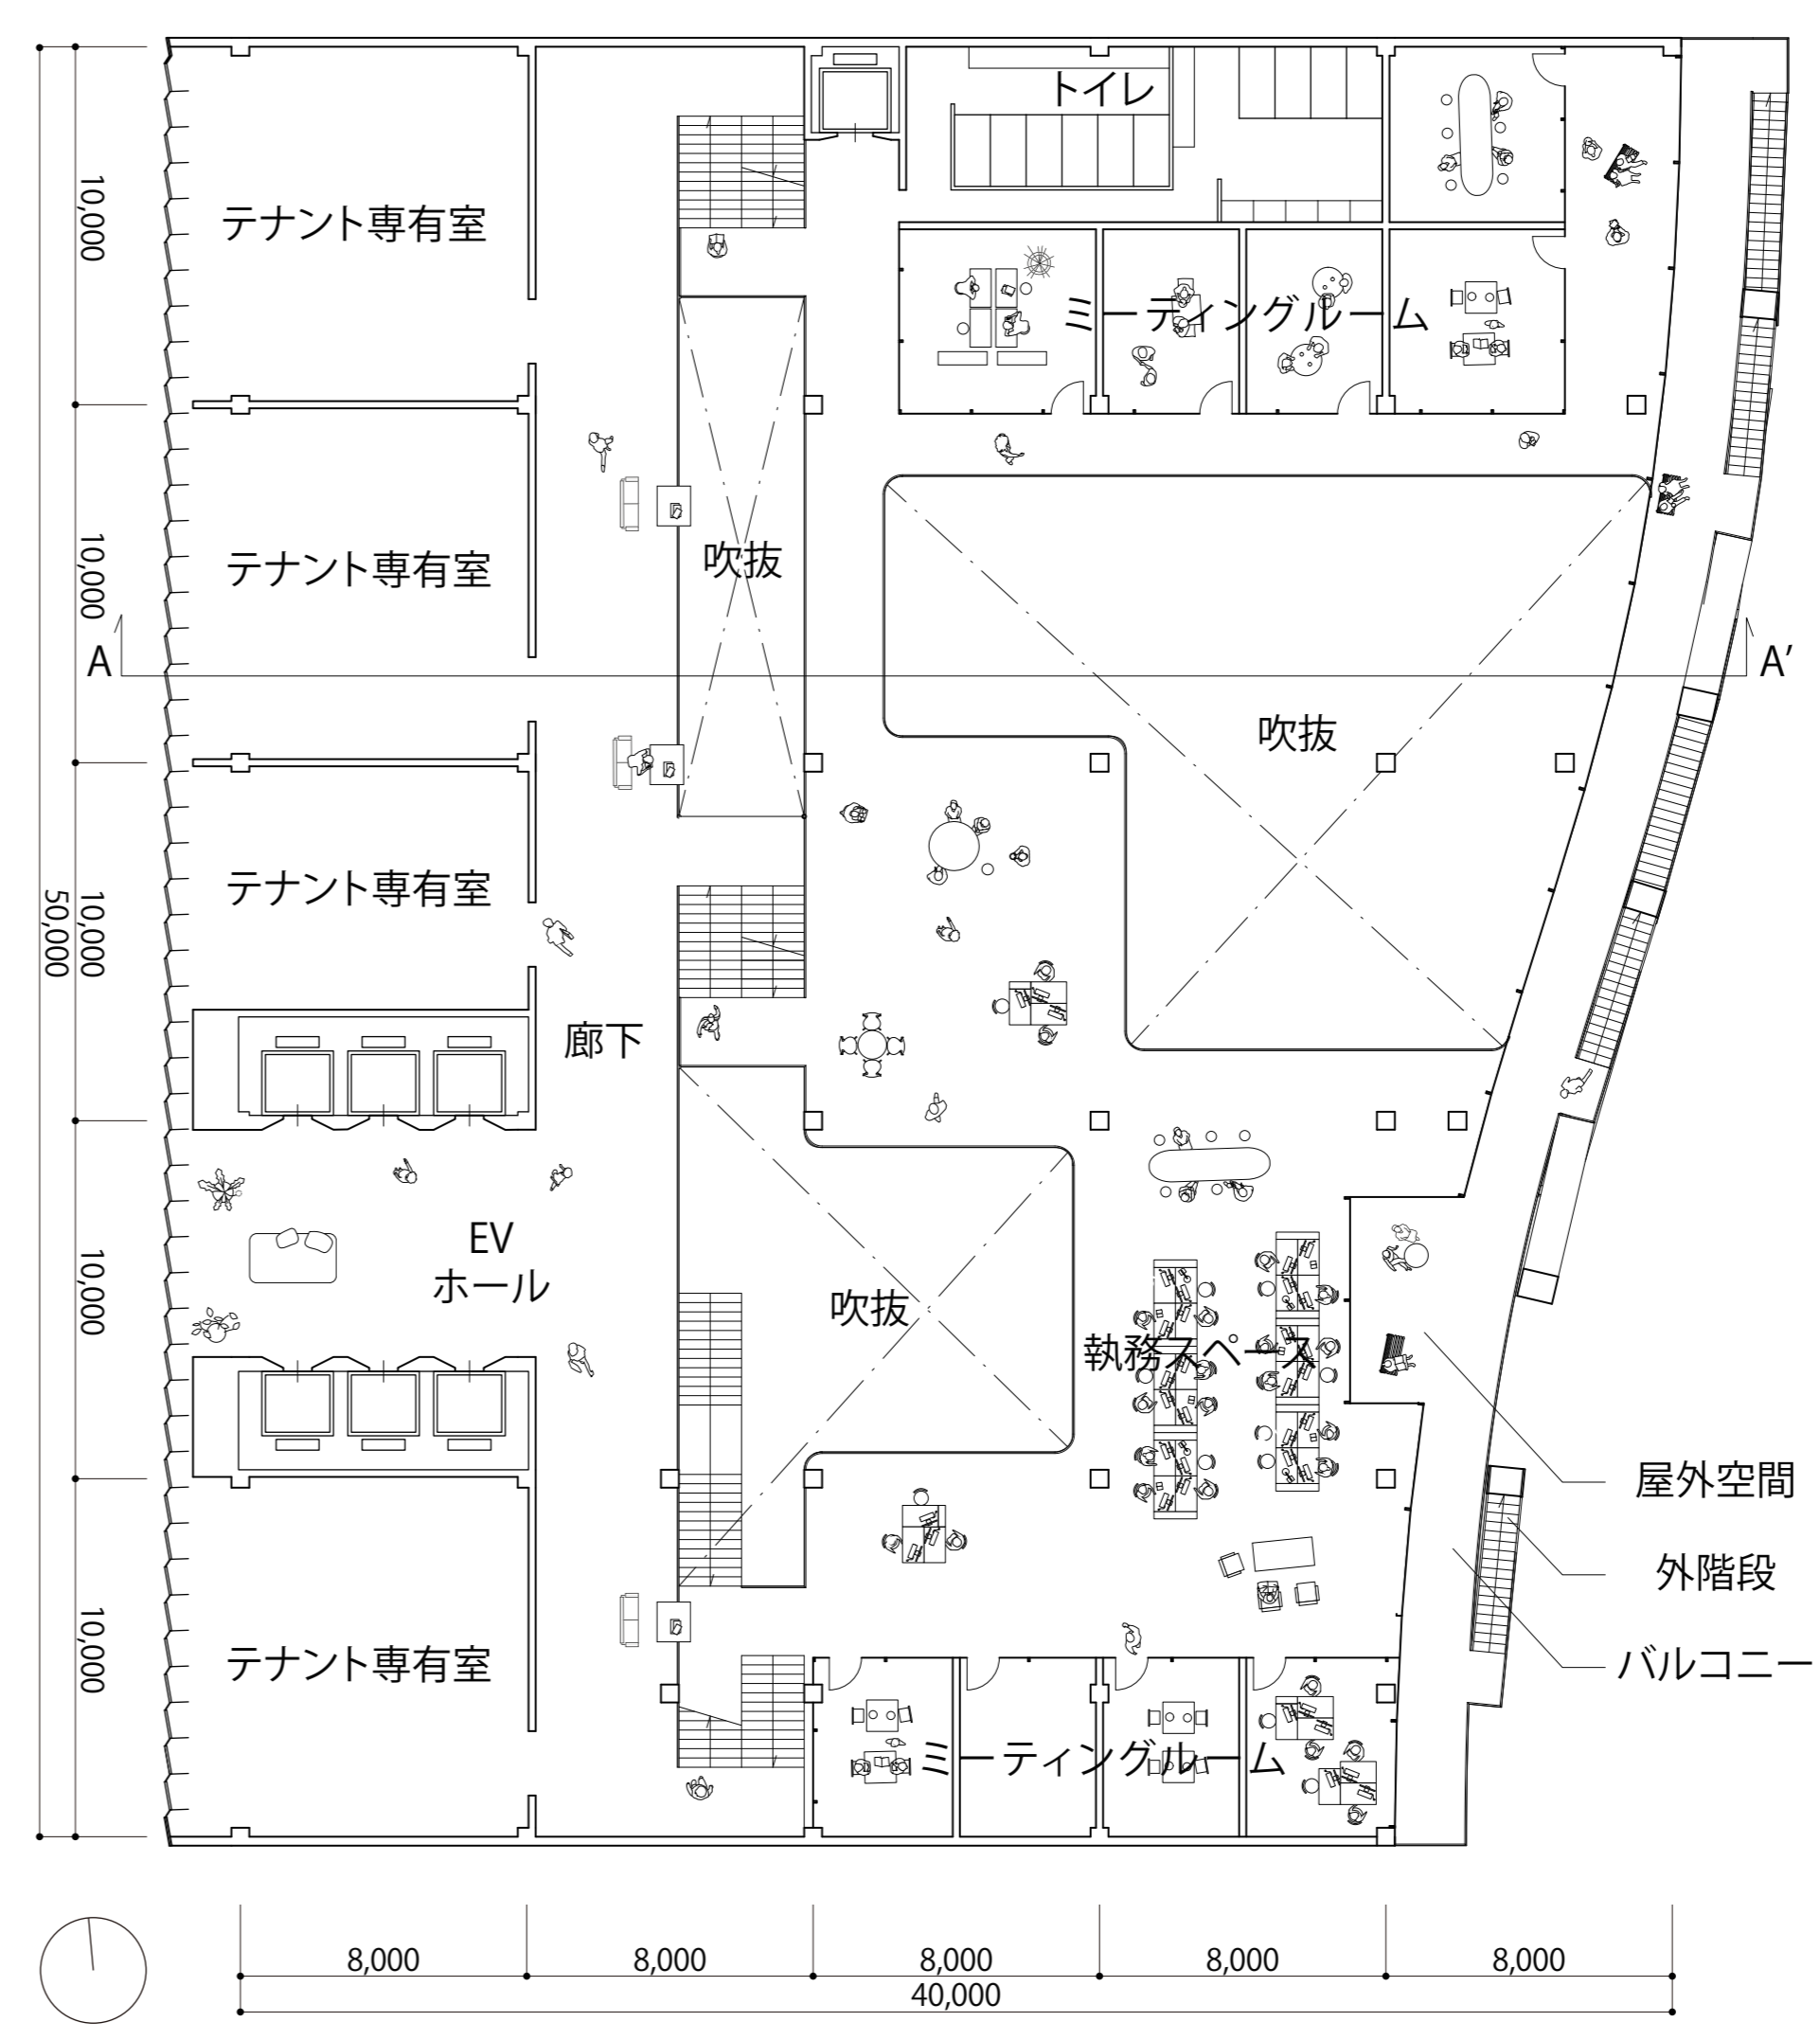 トイレ
10,000
テナント専有室
ミーティングルーム
10,000
テナント専有室
吹抜
A
A'
吹抜
10,000
50,000
テナント専有室
廊下
10,000
EV
ホール
吹抜
執務スペース
屋外空間
外階段
10,000
テナント専有室
バルコニー
ミーティングルーム
8,000
8,000
8,000
8,000
8,000
40,000